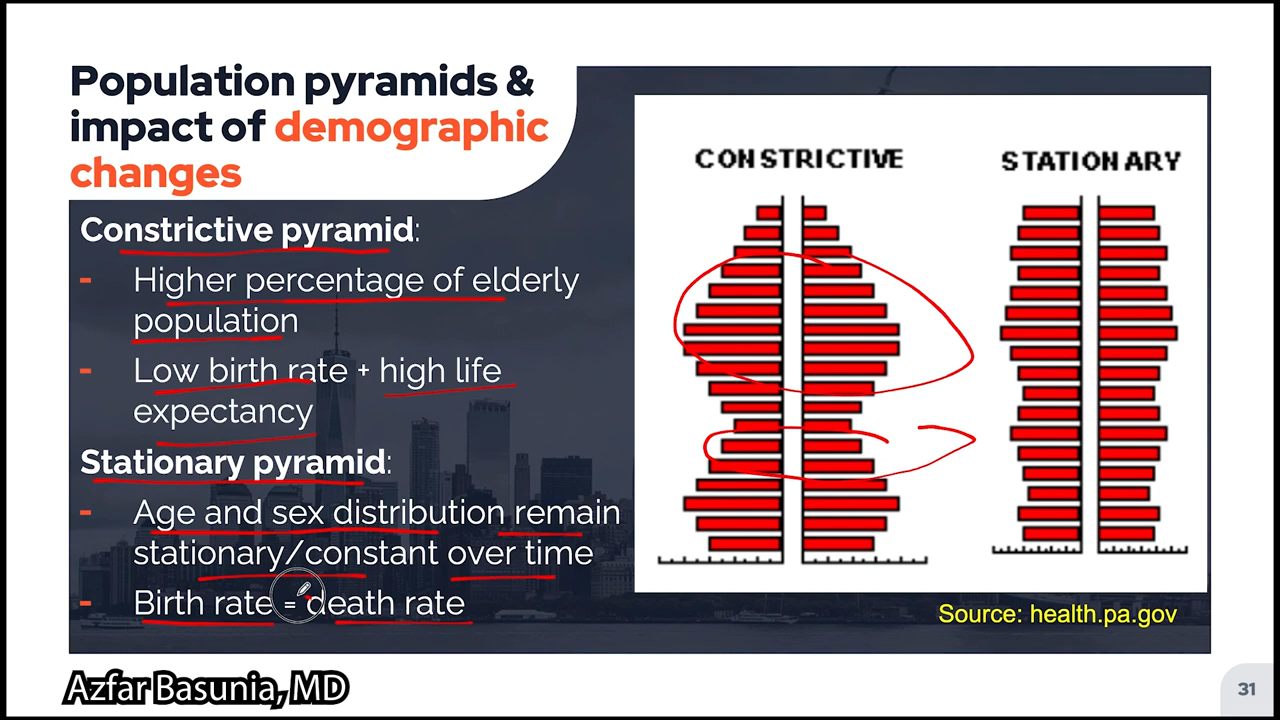 Population pyramids &
impact of demographic
changes
Constrictive pyramid:
- Higher percentage of elderly
population
- Low birth rate + high life
expectancy
Stationary pyramid:
- Age and sex distribution remain
stationary/constant over time
- Birth rate = death rate
CONSTRICTIVE
STATIONARY
Source: health.pa.gov
Azfar Basunia, MD
31